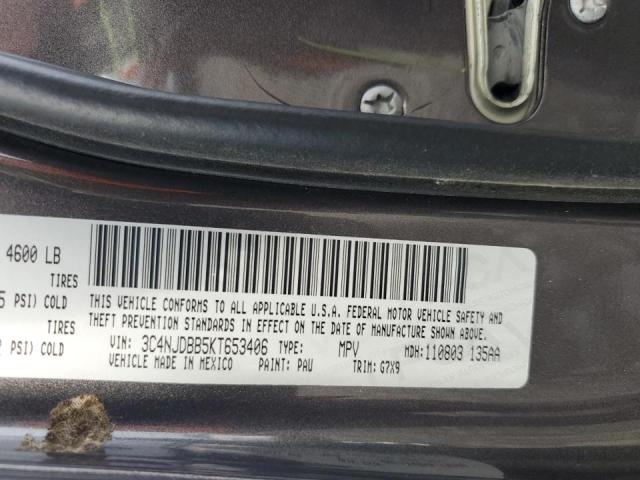 4600 LB
TIRES
5 PSI) COLD
TIRES
PSI) COLD
THIS VEHICLE CONFORMS TO ALL APPLICABLE U.S.A. FEDERAL MOTOR VEHICLE SAFETY AND
THEFT PREVENTION STANDARDS IN EFFECT ON THE DATE OF MANUFACTURE SHOWN ABOVE.
VIN: 3C4NJDBB5KT653406 TYPE: MPV MDH:110803 135AA
VEHICLE MADE IN MEXICO PAINT: PAU TRIM: G7X9